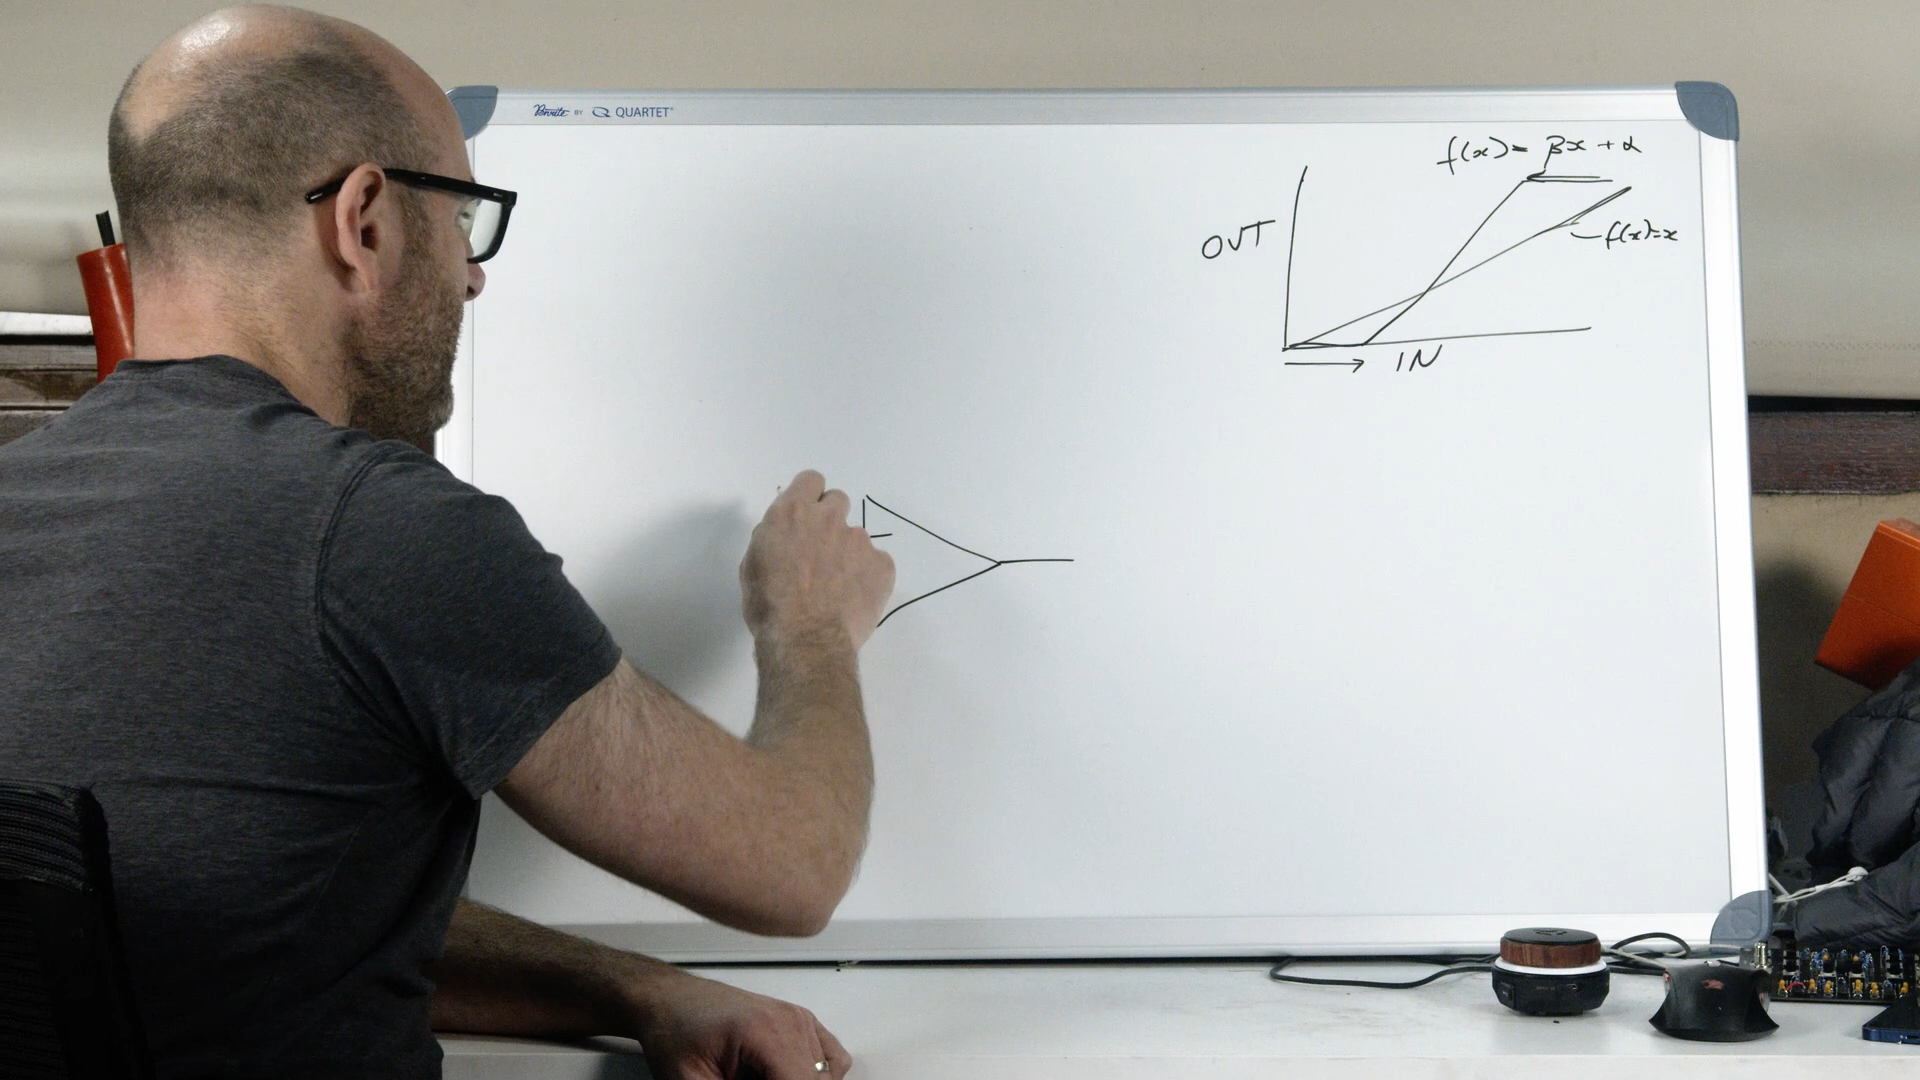 Penrite BY QUARTET
f(x) = βx + α
OUT
f(x)=x
IN